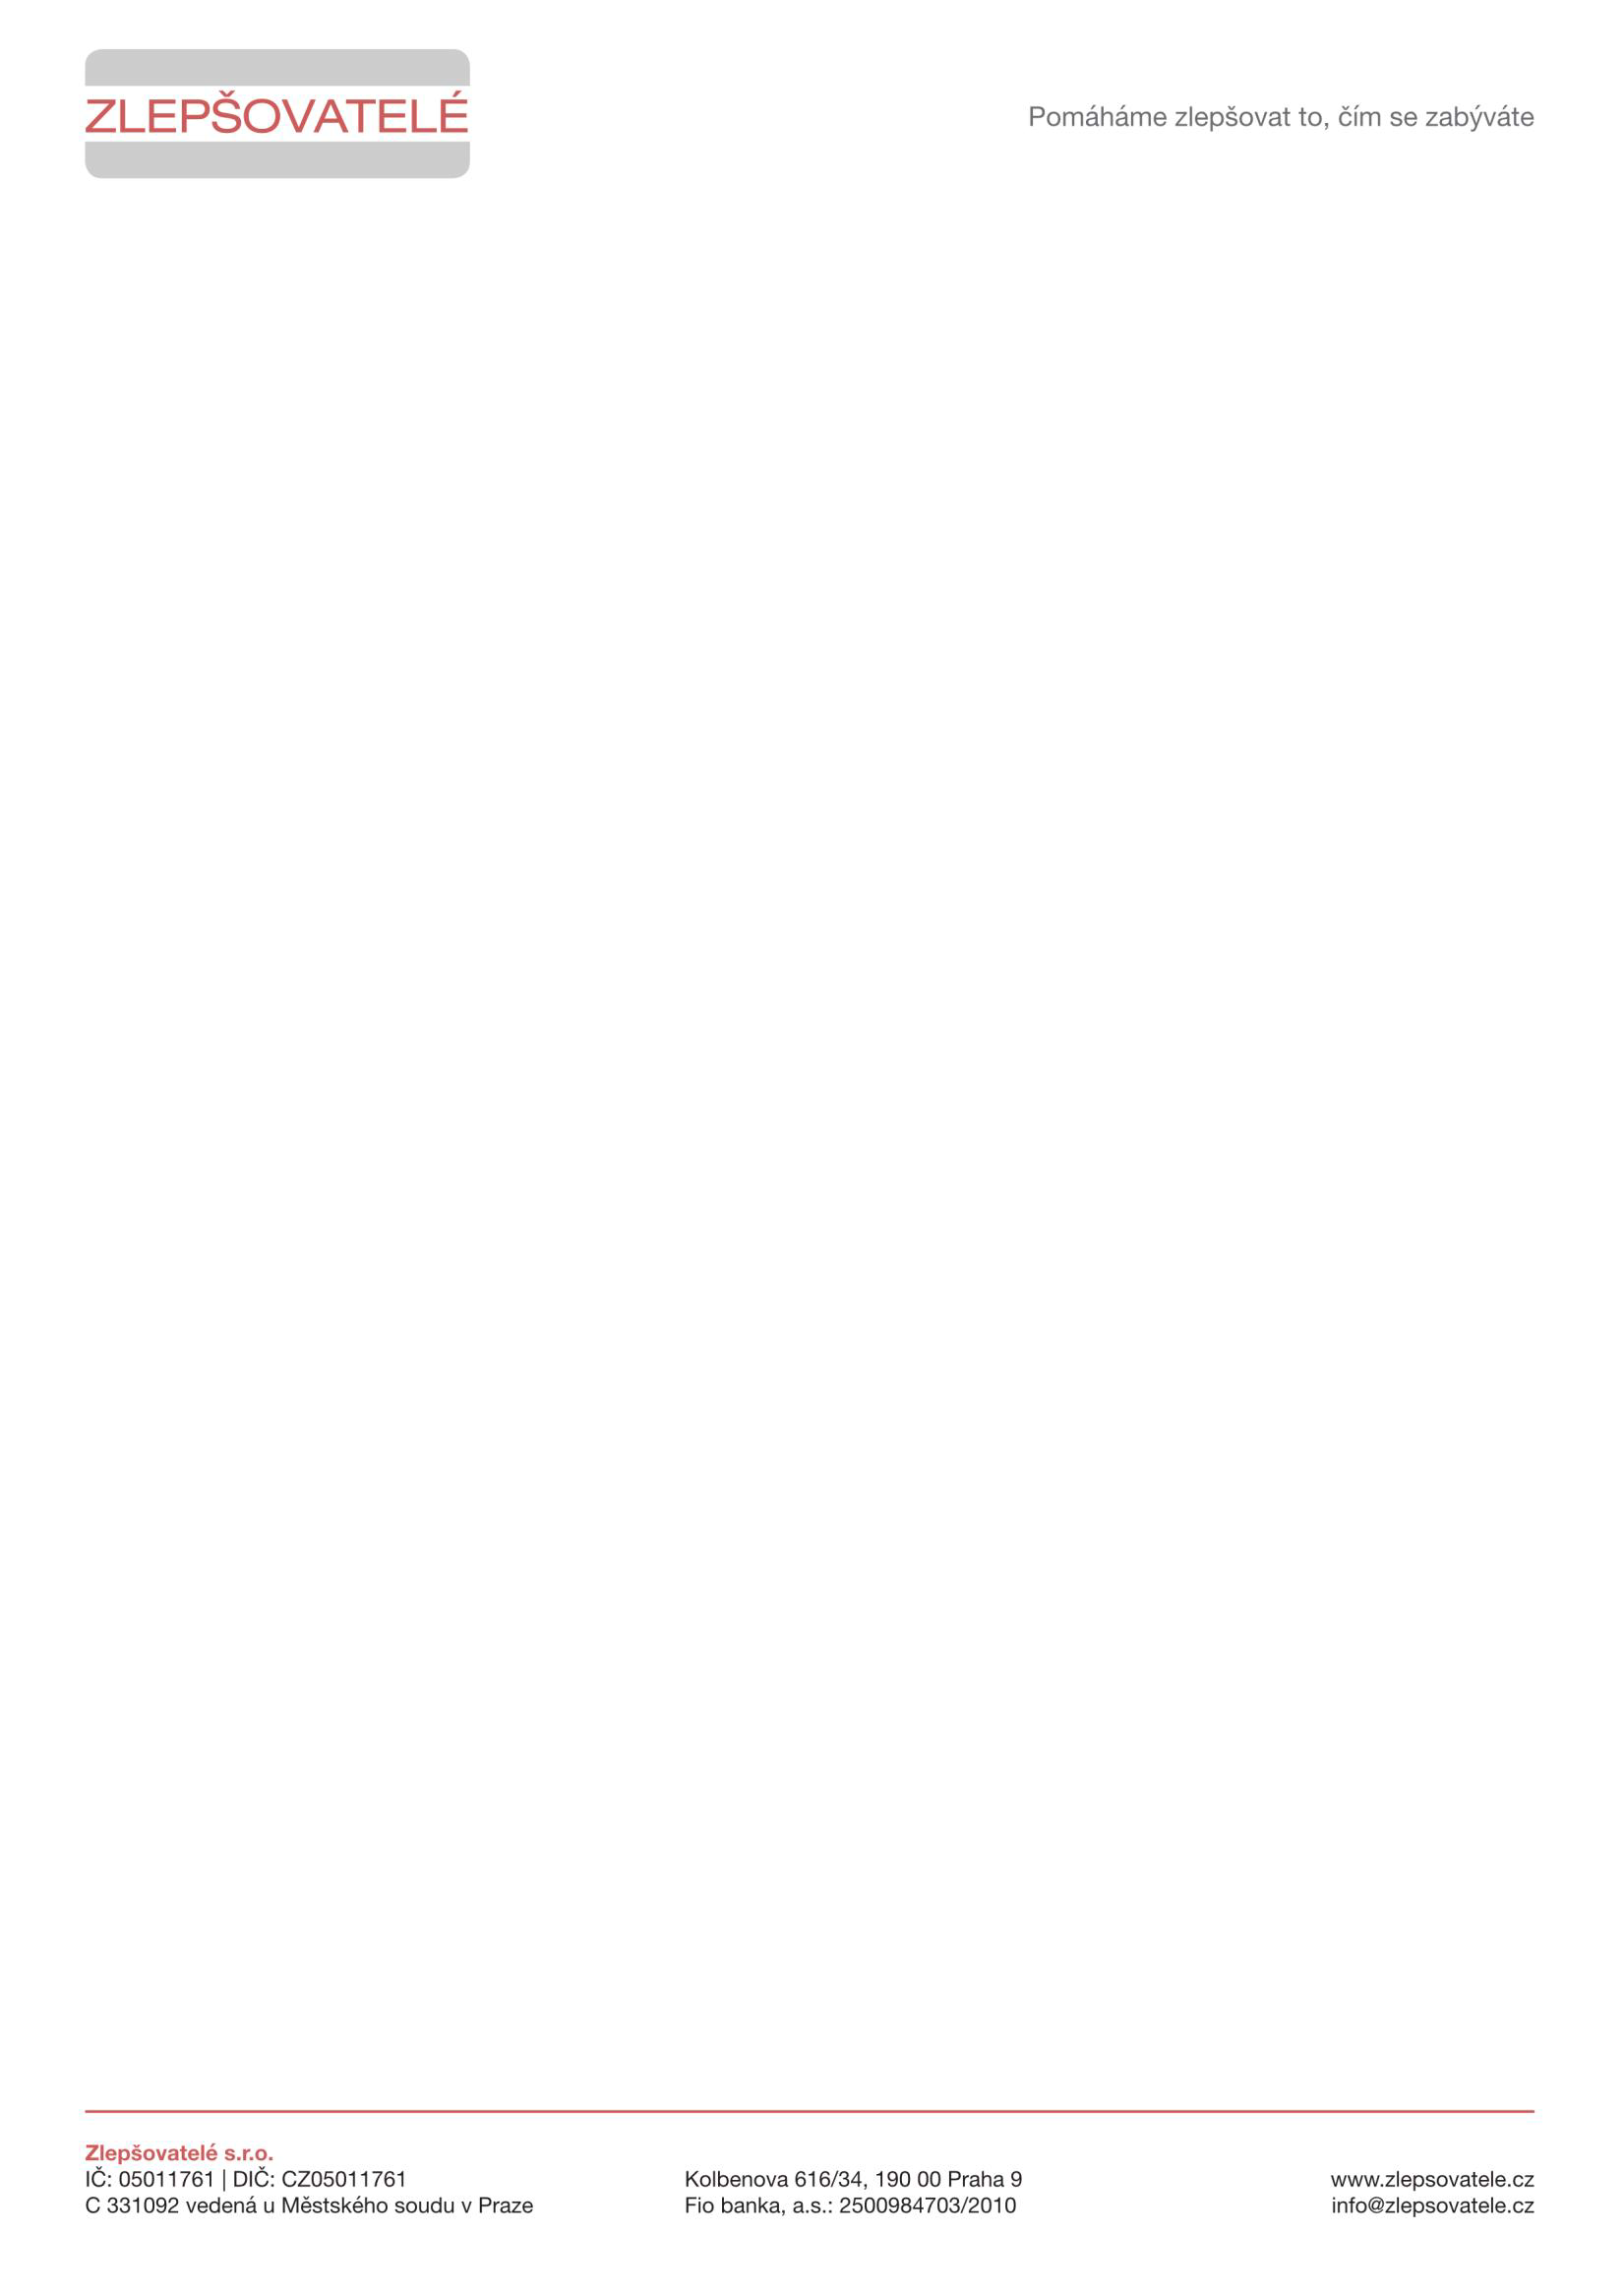 ZLEPŠOVATELÉ
Pomáháme zlepšovat to, čím se zabýváte
Zlepšovatelé s.r.o.
IČ: 05011761 | DIČ: CZ05011761
C 331092 vedená u Městského soudu v Praze
Kolbenova 616/34, 190 00 Praha 9
Fio banka, a.s.: 2500984703/2010
www.zlepsovatele.cz
info@zlepsovatele.cz